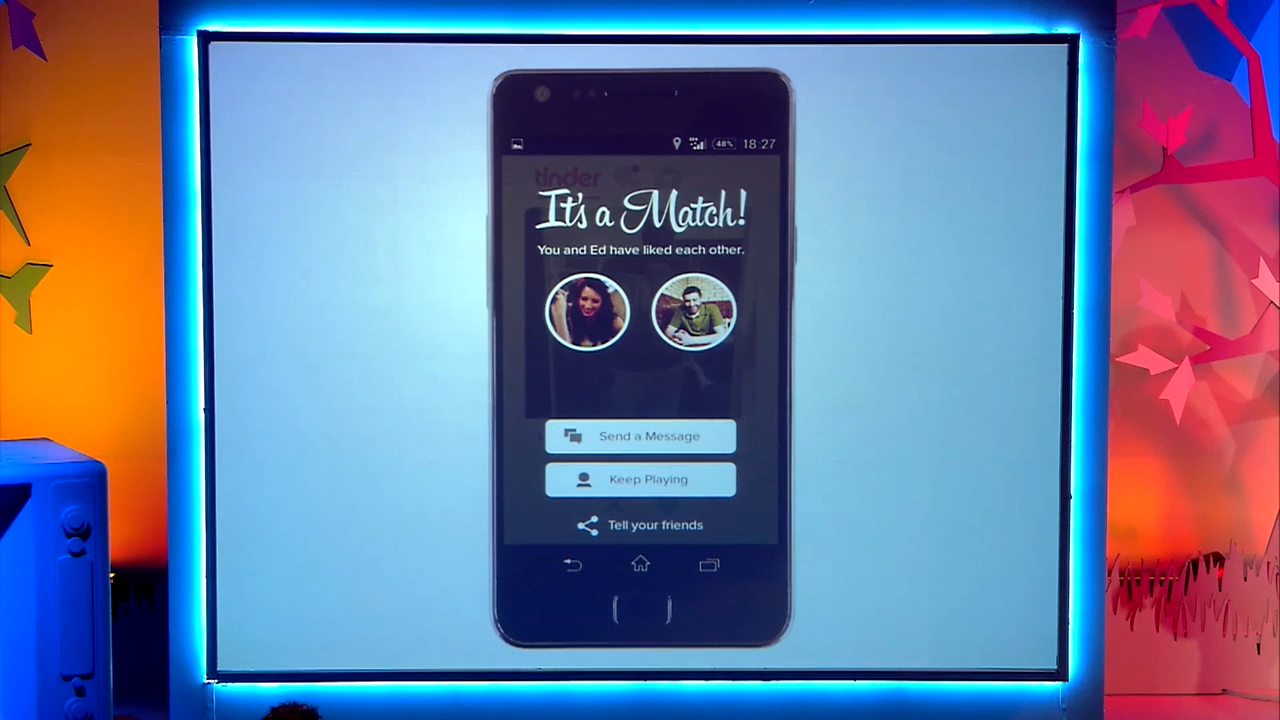 48% 18:27
tinder
It's a Match!
You and Ed have liked each other.
Send a Message
Keep Playing
Tell your friends